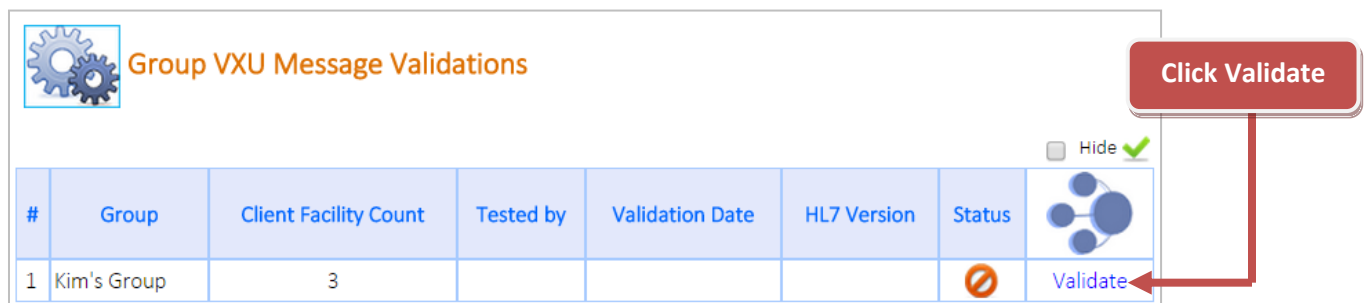 Group VXU Message Validations
Click Validate
Hide
# Group Client Facility Count Tested by Validation Date HL7 Version Status
1 Kim's Group 3 Validate